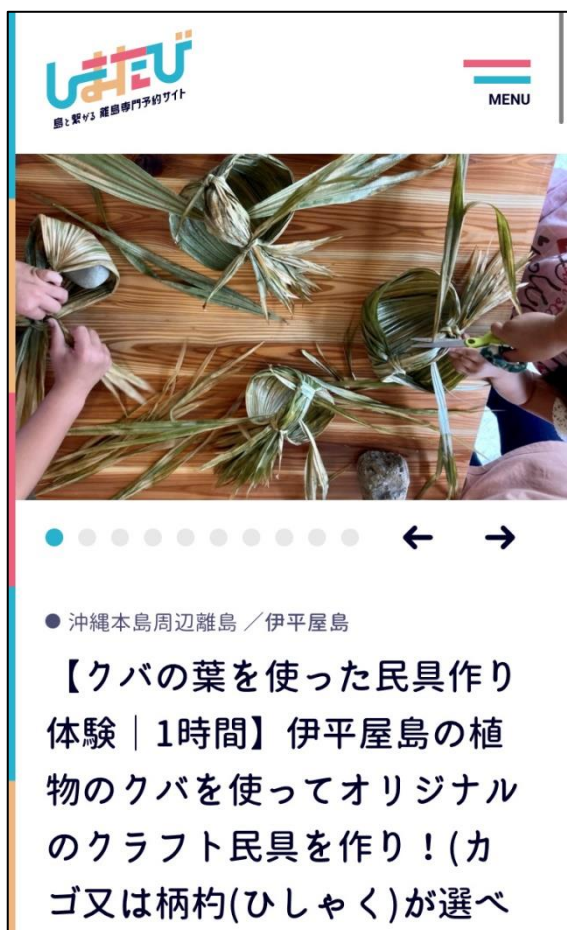 しまたび
島と繋がる 離島専門予約サイト
MENU
● 沖縄本島周辺離島 ／伊平屋島
【クバの葉を使った民具作り
体験｜1時間】伊平屋島の植
物のクバを使ってオリジナル
のクラフト民具を作り！(カ
ゴ又は柄杓(ひしゃく)が選べ